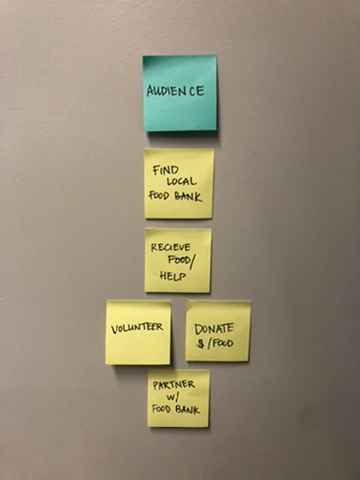 AUDIENCE
FIND
LOCAL
FOOD BANK
RECIEVE
FOOD/
HELP
VOLUNTEER
DONATE
$/FOOD
PARTNER
W/
FOOD BANK